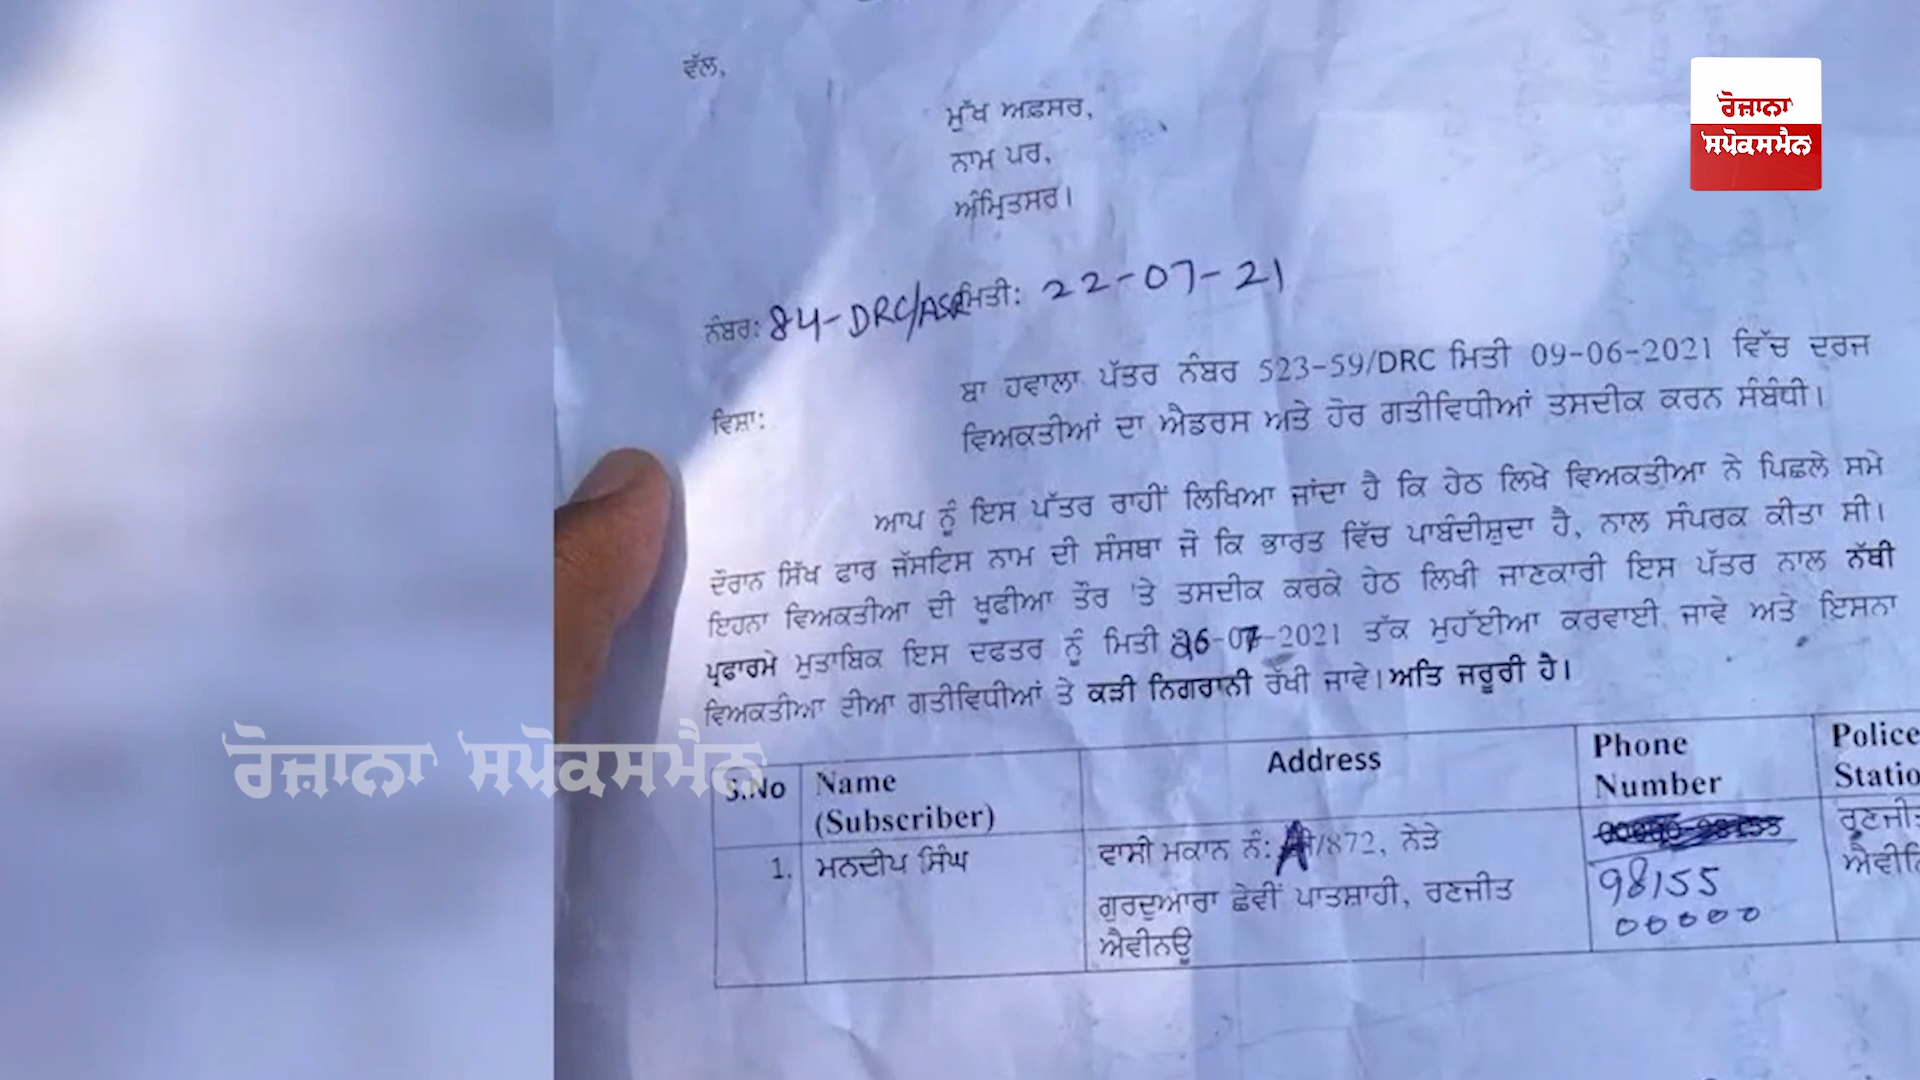 ਰੋਜ਼ਾਨਾ
ਸਪੋਕਸਮੈਨ
ਵੱਲ,
ਮੁੱਖ ਅਫ਼ਸਰ,
ਨਾਮ ਪਰ,
ਅੰਮ੍ਰਿਤਸਰ।
ਨੰਬਰ: 84-DRC/ASR ਮਿਤੀ: 22-07-21
ਵਿਸ਼ਾ:
ਬਾ ਹਵਾਲਾ ਪੱਤਰ ਨੰਬਰ 523-59/DRC ਮਿਤੀ 09-06-2021 ਵਿੱਚ ਦਰਜ
ਵਿਅਕਤੀਆਂ ਦਾ ਐਡਰਸ ਅਤੇ ਹੋਰ ਗਤੀਵਿਧੀਆਂ ਤਸਦੀਕ ਕਰਨ ਸੰਬੰਧੀ।
ਆਪ ਨੂੰ ਇਸ ਪੱਤਰ ਰਾਹੀਂ ਲਿਖਿਆ ਜਾਂਦਾ ਹੈ ਕਿ ਹੇਠ ਲਿਖੇ ਵਿਅਕਤੀਆ ਨੇ ਪਿਛਲੇ ਸਮੇ
ਦੌਰਾਨ ਸਿੱਖ ਫਾਰ ਜੱਸਟਿਸ ਨਾਮ ਦੀ ਸੰਸਥਾ ਜੋ ਕਿ ਭਾਰਤ ਵਿੱਚ ਪਾਬੰਦੀਸ਼ੁਦਾ ਹੈ, ਨਾਲ ਸੰਪਰਕ ਕੀਤਾ ਸੀ।
ਇਹਨਾ ਵਿਅਕਤੀਆ ਦੀ ਖੂਫੀਆ ਤੌਰ 'ਤੇ ਤਸਦੀਕ ਕਰਕੇ ਹੇਠ ਲਿਖੀ ਜਾਣਕਾਰੀ ਇਸ ਪੱਤਰ ਨਾਲ ਨੱਥੀ
ਪ੍ਰਫਾਰਮੇ ਮੁਤਾਬਿਕ ਇਸ ਦਫਤਰ ਨੂੰ ਮਿਤੀ 26-07-2021 ਤੱਕ ਮੁਹੱਈਆ ਕਰਵਾਈ ਜਾਵੇ ਅਤੇ ਇਸਨਾ
ਵਿਅਕਤੀਆ ਦੀਆ ਗਤੀਵਿਧੀਆਂ ਤੇ ਕੜੀ ਨਿਗਰਾਨੀ ਰੱਖੀ ਜਾਵੇ। ਅਤਿ ਜਰੂਰੀ ਹੈ।
ਰੋਜ਼ਾਨਾ ਸਪੋਕਸਮੈਨ
S.No Name Address Phone Police
(Subscriber) Number Statio
1. ਮਨਦੀਪ ਸਿੰਘ ਵਾਸੀ ਮਕਾਨ ਨੰ: A/872, ਨੇੜੇ ਰਣਜੀਤ
ਗੁਰਦੁਆਰਾ ਛੇਵੀਂ ਪਾਤਸ਼ਾਹੀ, ਰਣਜੀਤ 98155
ਐਵੀਨਊ 00000